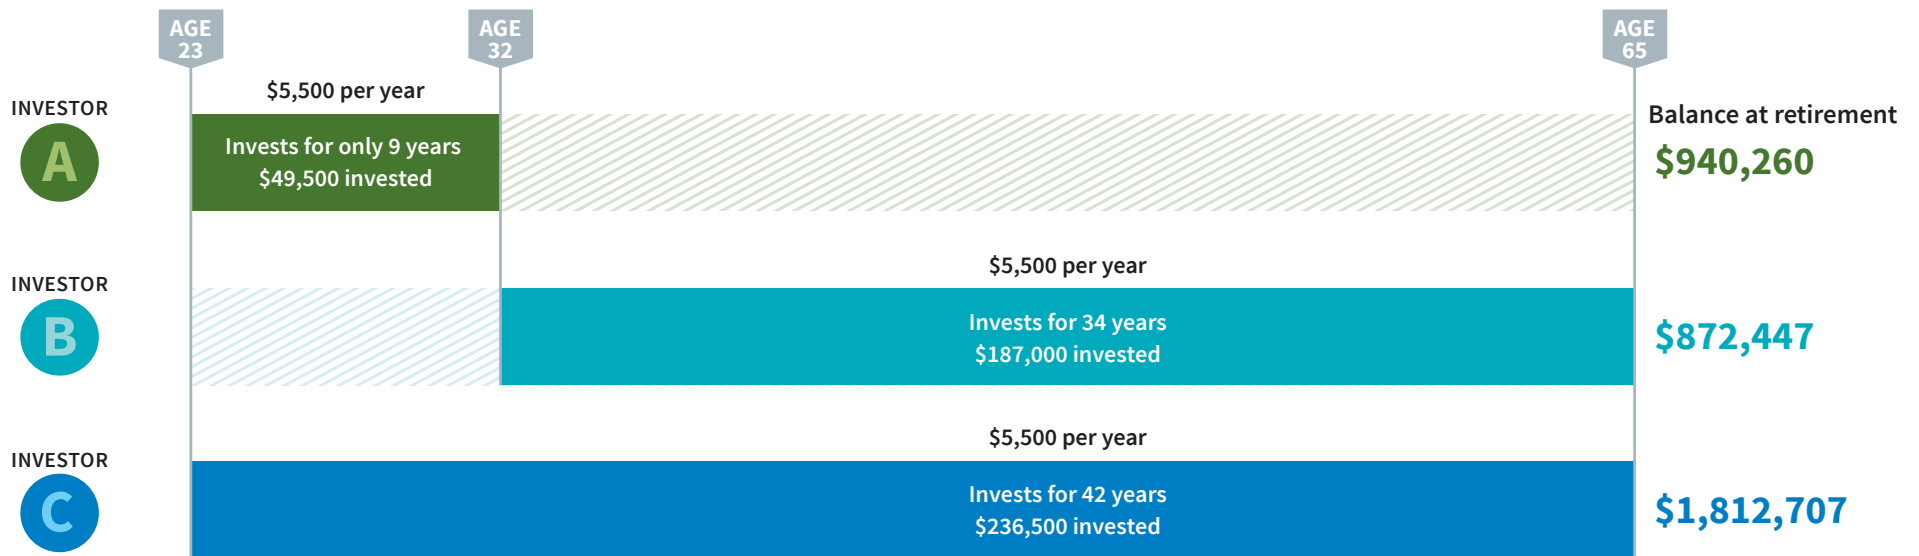 AGE
23
AGE
32
AGE
65
$5,500 per year
INVESTOR
A
Invests for only 9 years
$49,500 invested
Balance at retirement
$940,260
$5,500 per year
INVESTOR
B
Invests for 34 years
$187,000 invested
$872,447
$5,500 per year
INVESTOR
C
Invests for 42 years
$236,500 invested
$1,812,707